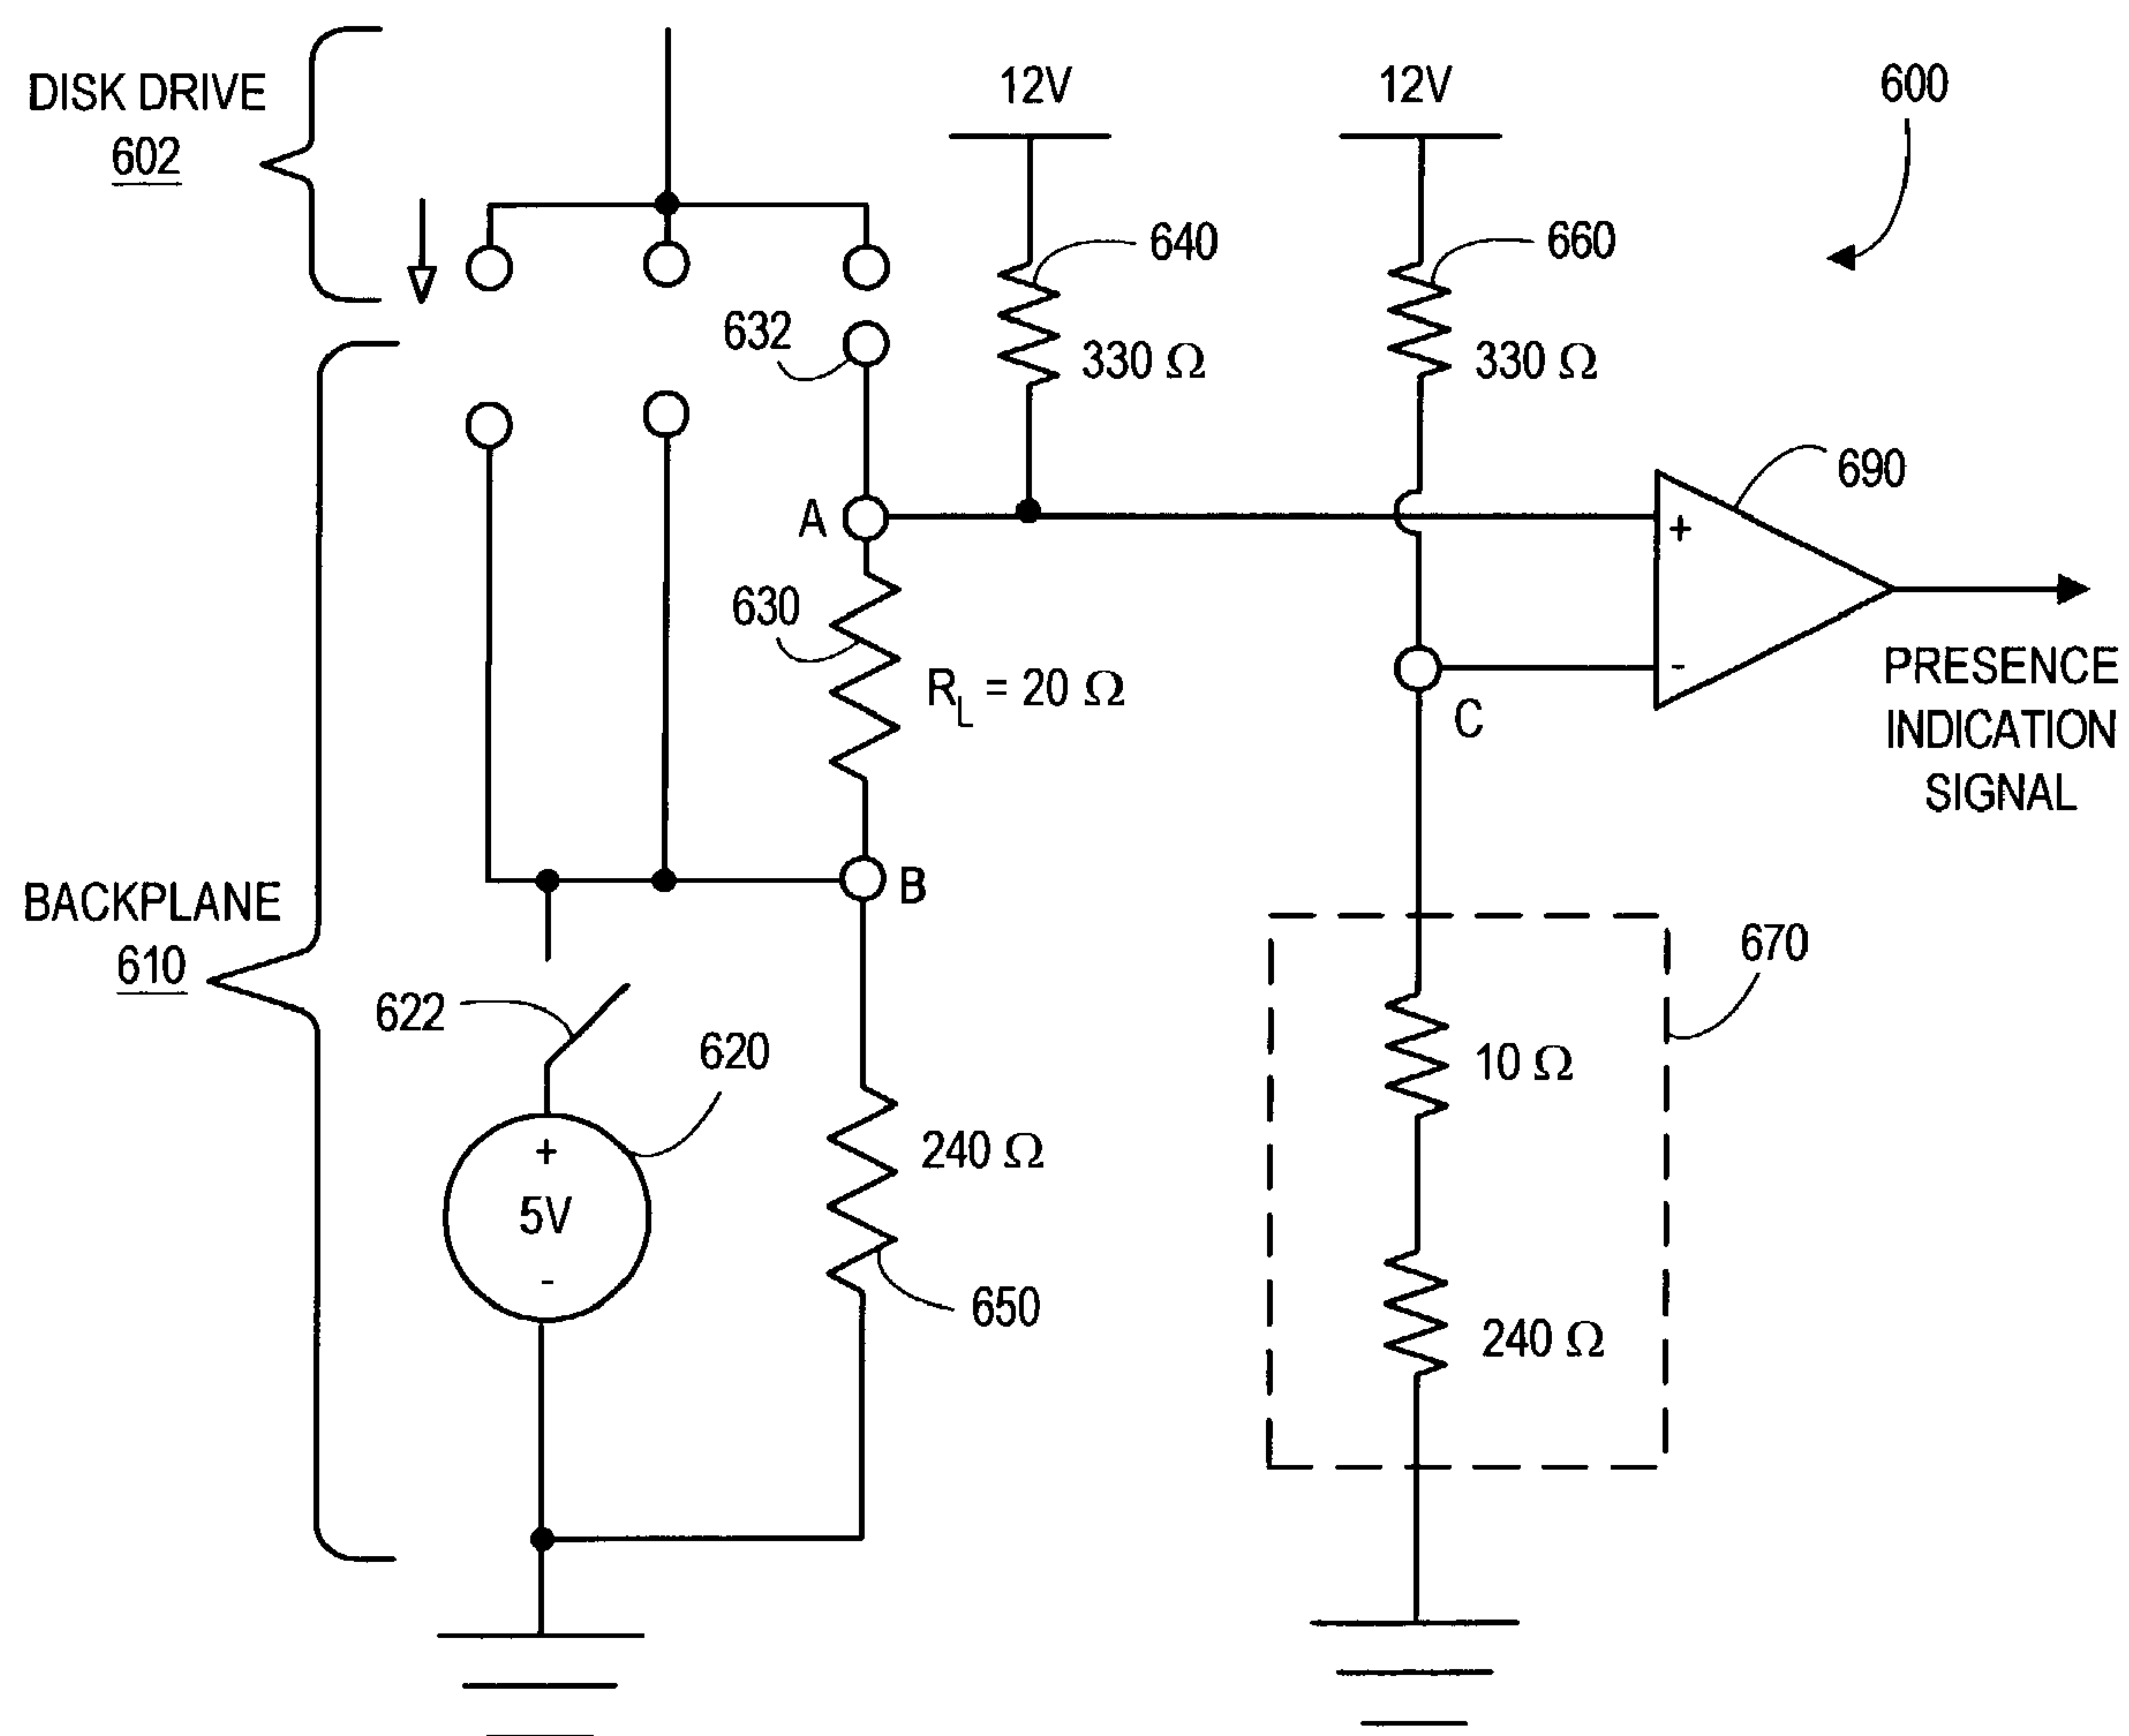 DISK DRIVE
602
12V
12V
600
640
660
632
330 Ω
330 Ω
690
A
+
630
R_L = 20 Ω
-
C
PRESENCE
INDICATION
SIGNAL
B
BACKPLANE
610
670
622
620
10 Ω
+
5V
-
240 Ω
650
240 Ω